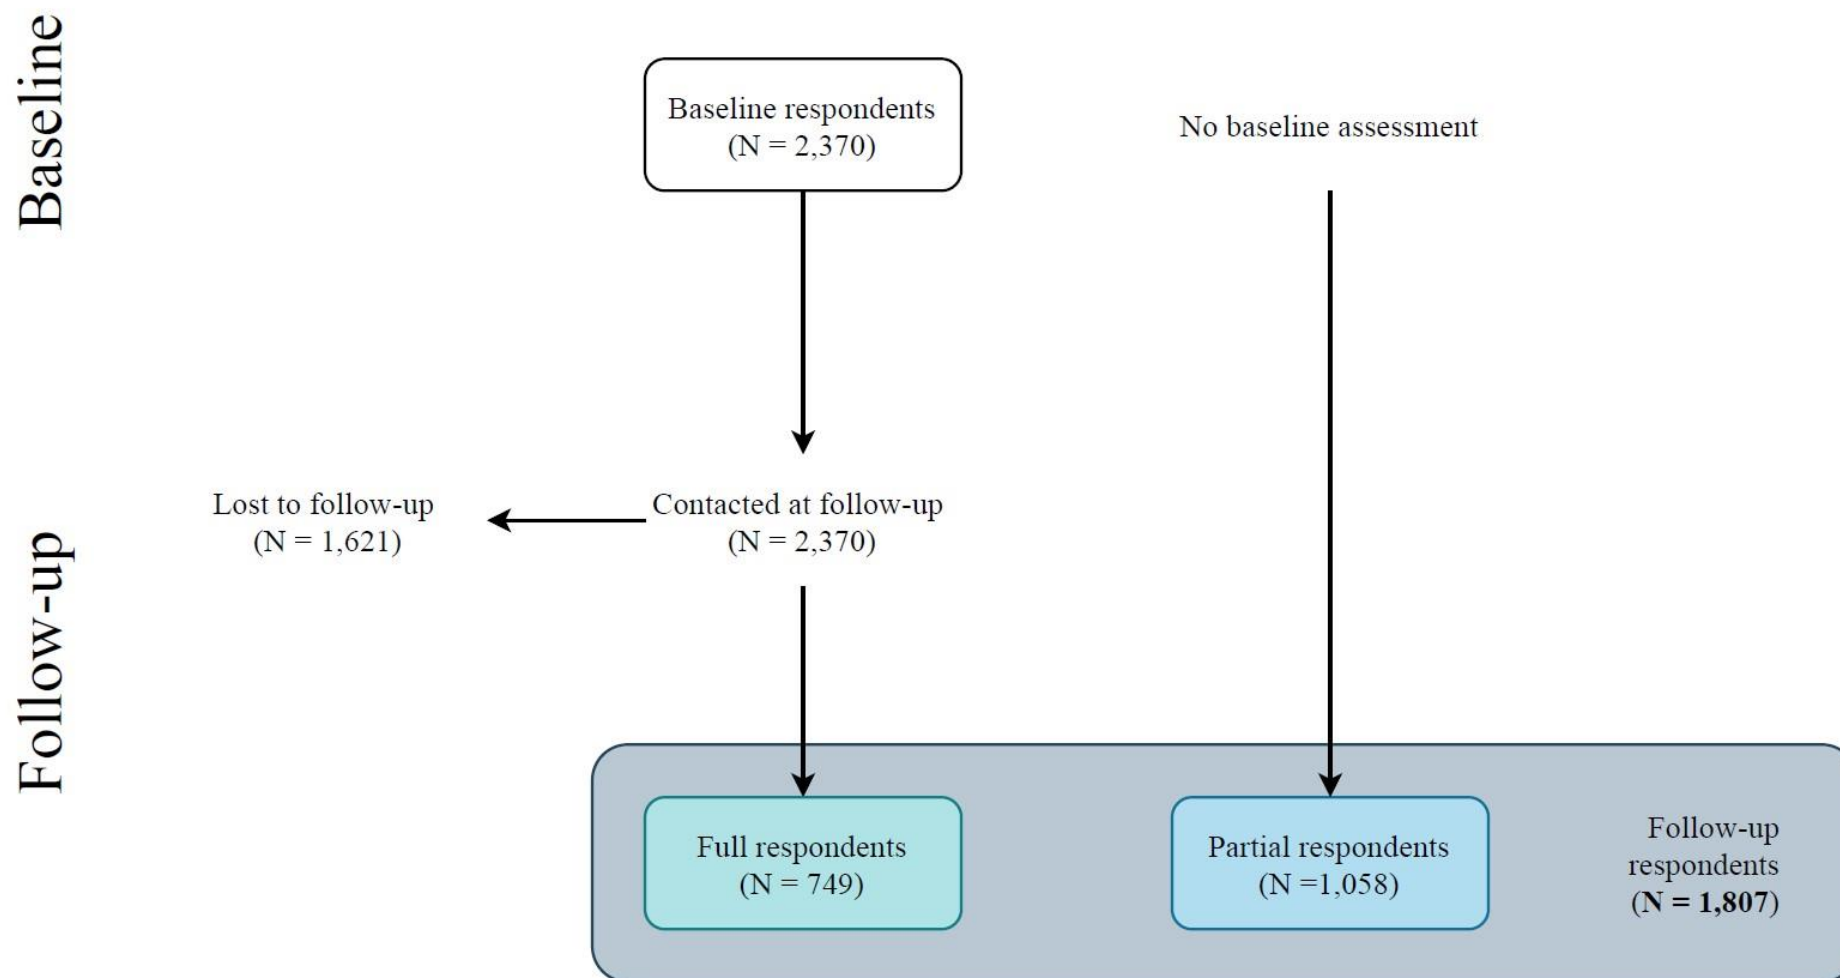 Baseline
Baseline respondents
(N = 2,370)
No baseline assessment
Follow-up
Lost to follow-up
(N = 1,621)
Contacted at follow-up
(N = 2,370)
Full respondents
(N = 749)
Partial respondents
(N =1,058)
Follow-up
respondents
(N = 1,807)